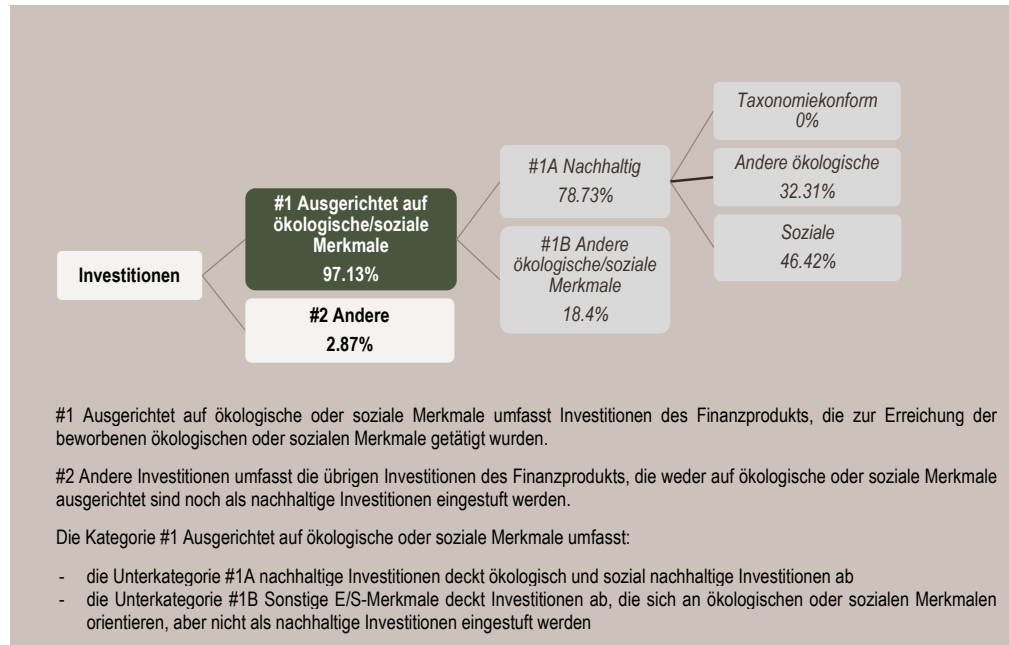 Taxonomiekonform
0%
#1A Nachhaltig
78.73%
Andere ökologische
32.31%
#1 Ausgerichtet auf
ökologische/soziale
Merkmale
97.13%
Soziale
46.42%
#1B Andere
ökologische/soziale
Merkmale
18.4%
Investitionen
#2 Andere
2.87%
#1 Ausgerichtet auf ökologische oder soziale Merkmale umfasst Investitionen des Finanzprodukts, die zur Erreichung der
beworbenen ökologischen oder sozialen Merkmale getätigt wurden.
#2 Andere Investitionen umfasst die übrigen Investitionen des Finanzprodukts, die weder auf ökologische oder soziale Merkmale
ausgerichtet sind noch als nachhaltige Investitionen eingestuft werden.
Die Kategorie #1 Ausgerichtet auf ökologische oder soziale Merkmale umfasst:
- die Unterkategorie #1A nachhaltige Investitionen deckt ökologisch und sozial nachhaltige Investitionen ab
- die Unterkategorie #1B Sonstige E/S-Merkmale deckt Investitionen ab, die sich an ökologischen oder sozialen Merkmalen
orientieren, aber nicht als nachhaltige Investitionen eingestuft werden